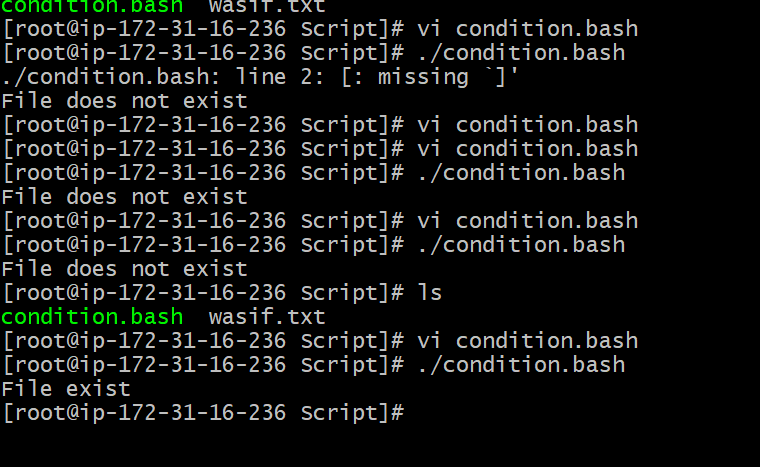 condition.bash  wasif.txt
[root@ip-172-31-16-236 Script]# vi condition.bash
[root@ip-172-31-16-236 Script]# ./condition.bash
./condition.bash: line 2: [: missing `]'
File does not exist
[root@ip-172-31-16-236 Script]# vi condition.bash
[root@ip-172-31-16-236 Script]# vi condition.bash
[root@ip-172-31-16-236 Script]# ./condition.bash
File does not exist
[root@ip-172-31-16-236 Script]# vi condition.bash
[root@ip-172-31-16-236 Script]# ./condition.bash
File does not exist
[root@ip-172-31-16-236 Script]# ls
condition.bash  wasif.txt
[root@ip-172-31-16-236 Script]# vi condition.bash
[root@ip-172-31-16-236 Script]# ./condition.bash
File exist
[root@ip-172-31-16-236 Script]#